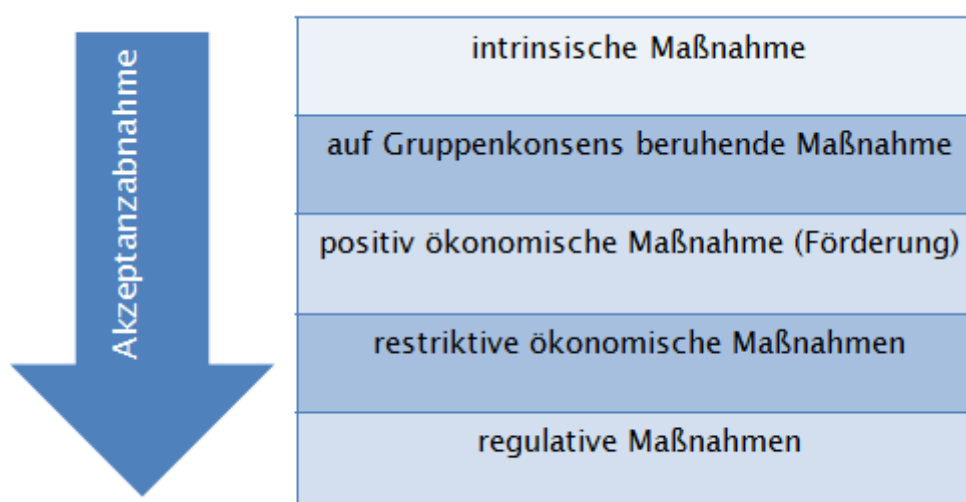 Akzeptanzabnahme
intrinsische Maßnahme
auf Gruppenkonsens beruhende Maßnahme
positiv ökonomische Maßnahme (Förderung)
restriktive ökonomische Maßnahmen
regulative Maßnahmen